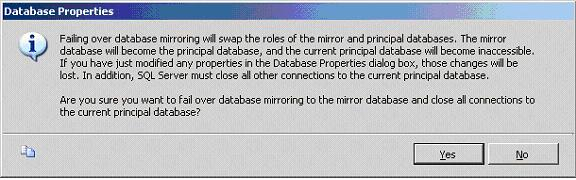 Database Properties
Failing over database mirroring will swap the roles of the mirror and principal databases. The mirror
database will become the principal database, and the current principal database will become inaccessible.
If you have just modified any properties in the Database Properties dialog box, those changes will be
lost. In addition, SQL Server must close all other connections to the current principal database.
Are you sure you want to fail over database mirroring to the mirror database and close all connections to
the current principal database?
Yes No